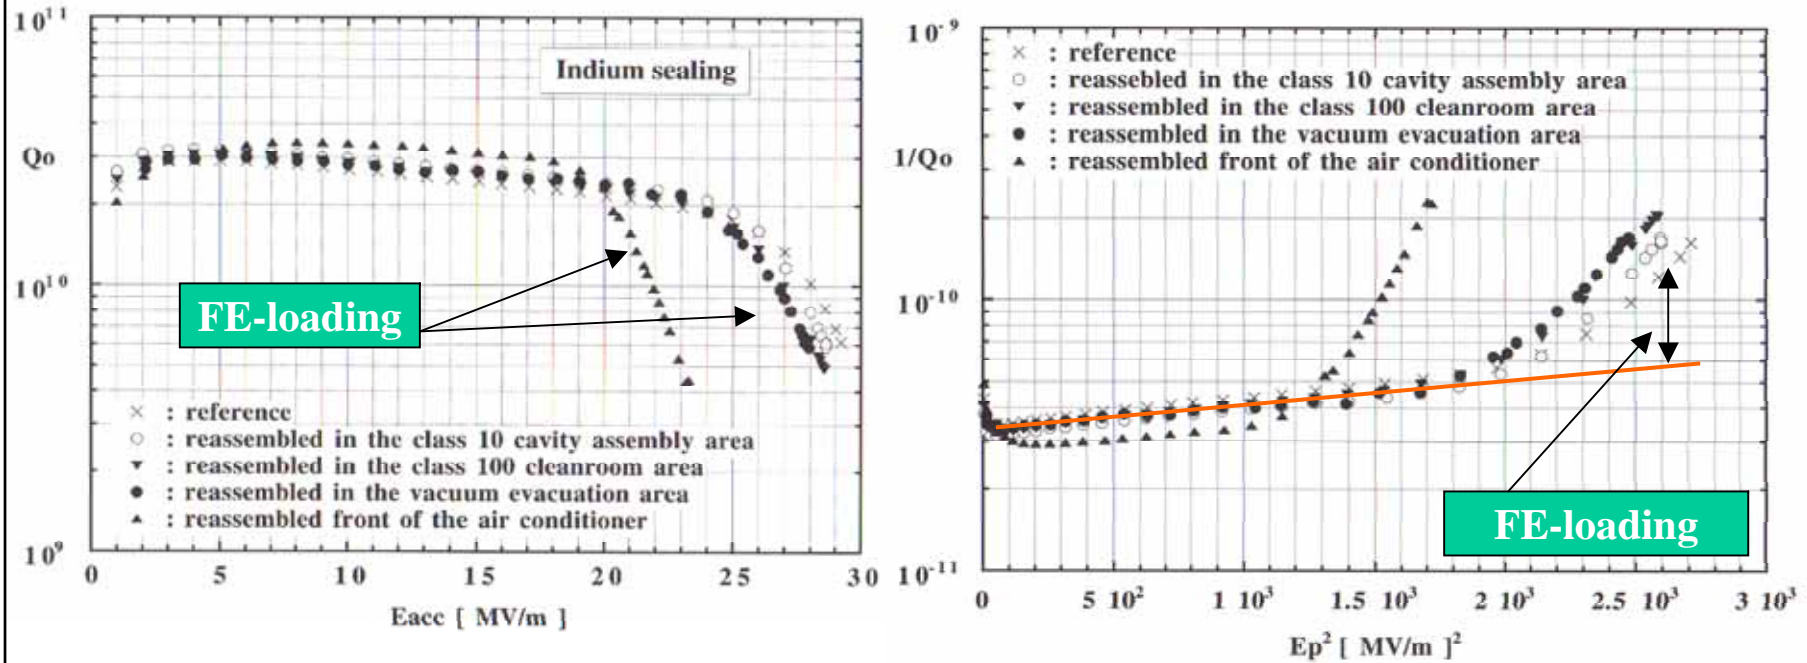 10¹¹
Indium sealing
Qo
10¹⁰
FE-loading
× : reference
○ : reassembled in the class 10 cavity assembly area
▼ : reassembled in the class 100 cleanroom area
● : reassembled in the vacuum evacuation area
▲ : reassembled front of the air conditioner
10⁹
0 5 10 15 20 25 30
Eacc [ MV/m ]
10⁻⁹
× : reference
○ : reassebled in the class 10 cavity assembly area
▼ : reassembled in the class 100 cleanroom area
● : reassembled in the vacuum evacuation area
▲ : reassembled front of the air conditioner
1/Qo
10⁻¹⁰
FE-loading
10⁻¹¹
0 5 10² 1 10³ 1.5 10³ 2 10³ 2.5 10³ 3 10³
Ep² [ MV/m ]²